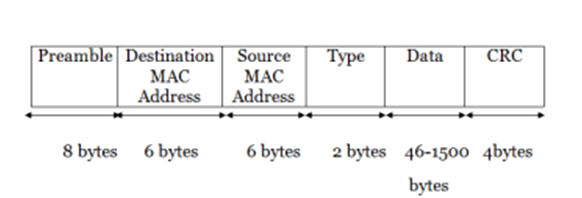 Preamble Destination Source Type Data CRC
MAC MAC
Address Address
8 bytes 6 bytes 6 bytes 2 bytes 46-1500 4bytes
bytes